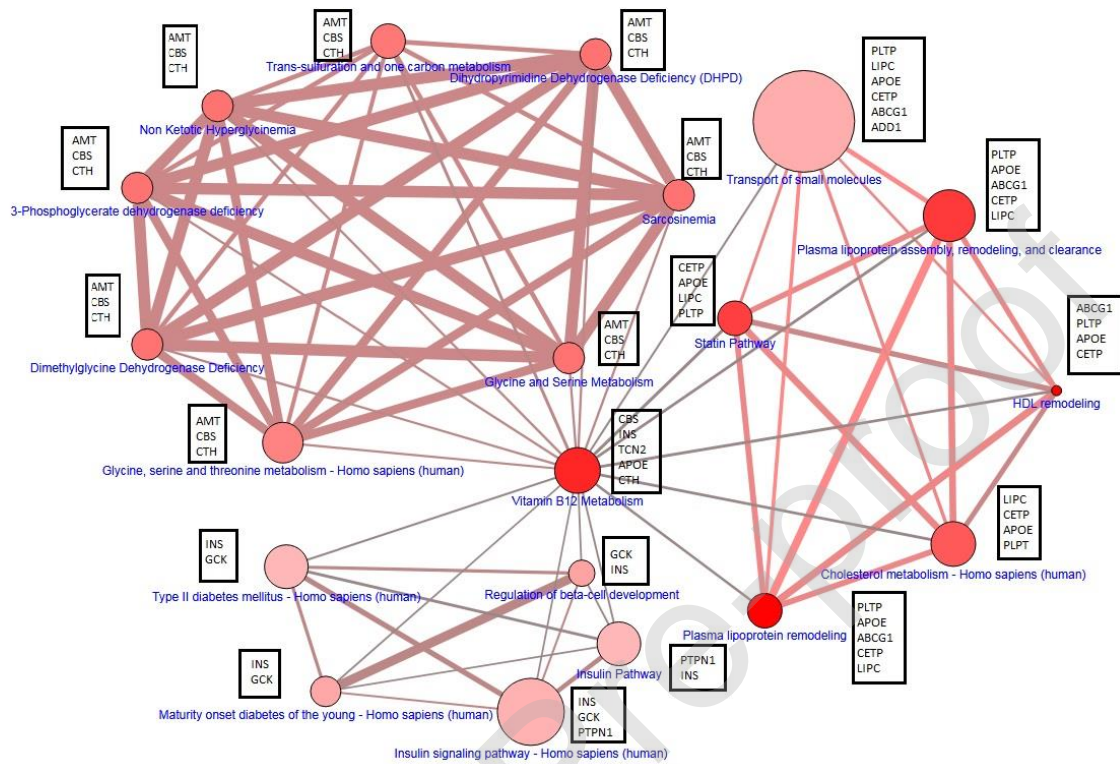 AMT
CBS
CTH
Trans-sulfuration and one carbon metabolism
AMT
CBS
CTH
Dihydropyrimidine Dehydrogenase Deficiency (DHPD)
AMT
CBS
CTH
Non Ketotic Hyperglycinemia
PLTP
LIPC
APOE
CETP
ABCG1
ADD1
Transport of small molecules
AMT
CBS
CTH
3-Phosphoglycerate dehydrogenase deficiency
AMT
CBS
CTH
Sarcosinemia
PLTP
APOE
ABCG1
CETP
LIPC
Plasma lipoprotein assembly, remodeling, and clearance
AMT
CBS
CTH
Dimethylglycine Dehydrogenase Deficiency
AMT
CBS
CTH
Glycine and Serine Metabolism
CETP
APOE
LIPC
PLTP
Statin Pathway
ABCG1
PLTP
APOE
CETP
HDL remodeling
AMT
CBS
CTH
Glycine, serine and threonine metabolism - Homo sapiens (human)
CBS
INS
TCN2
APOE
CTH
Vitamin B12 Metabolism
LIPC
CETP
APOE
PLPT
Cholesterol metabolism - Homo sapiens (human)
INS
GCK
Type II diabetes mellitus - Homo sapiens (human)
GCK
INS
Regulation of beta-cell development
PLTP
APOE
ABCG1
CETP
LIPC
Plasma lipoprotein remodeling
INS
GCK
Maturity onset diabetes of the young - Homo sapiens (human)
PTPN1
INS
Insulin Pathway
INS
GCK
PTPN1
Insulin signaling pathway - Homo sapiens (human)